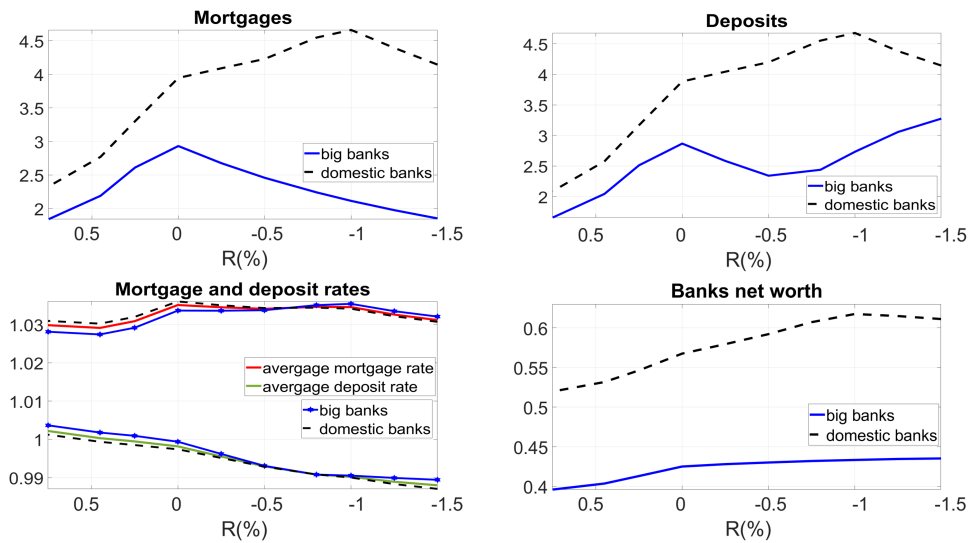 Mortgages
4.5
4
3.5
3
2.5
2
big banks
domestic banks
0.5 0 -0.5 -1 -1.5
R(%)
Deposits
4.5
4
3.5
3
2.5
2
big banks
domestic banks
0.5 0 -0.5 -1 -1.5
R(%)
Mortgage and deposit rates
1.03
1.02
1.01
1
0.99
avergage mortgage rate
avergage deposit rate
big banks
domestic banks
0.5 0 -0.5 -1 -1.5
R(%)
Banks net worth
0.6
0.55
0.5
0.45
0.4
big banks
domestic banks
0.5 0 -0.5 -1 -1.5
R(%)